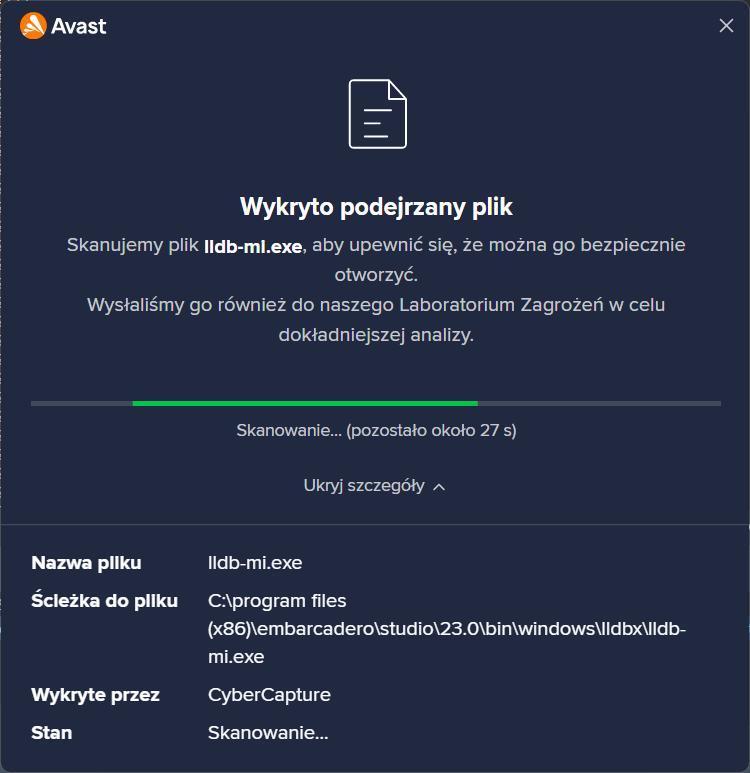 Avast
Wykryto podejrzany plik
Skanujemy plik lldb-mi.exe, aby upewnić się, że można go bezpiecznie
otworzyć.
Wysłaliśmy go również do naszego Laboratorium Zagrożeń w celu
dokładniejszej analizy.
Skanowanie... (pozostało około 27 s)
Ukryj szczegóły
Nazwa pliku lldb-mi.exe
Ścieżka do pliku C:\program files
(x86)\embarcadero\studio\23.0\bin\windows\lldbx\lldb-
mi.exe
Wykryte przez CyberCapture
Stan Skanowanie...